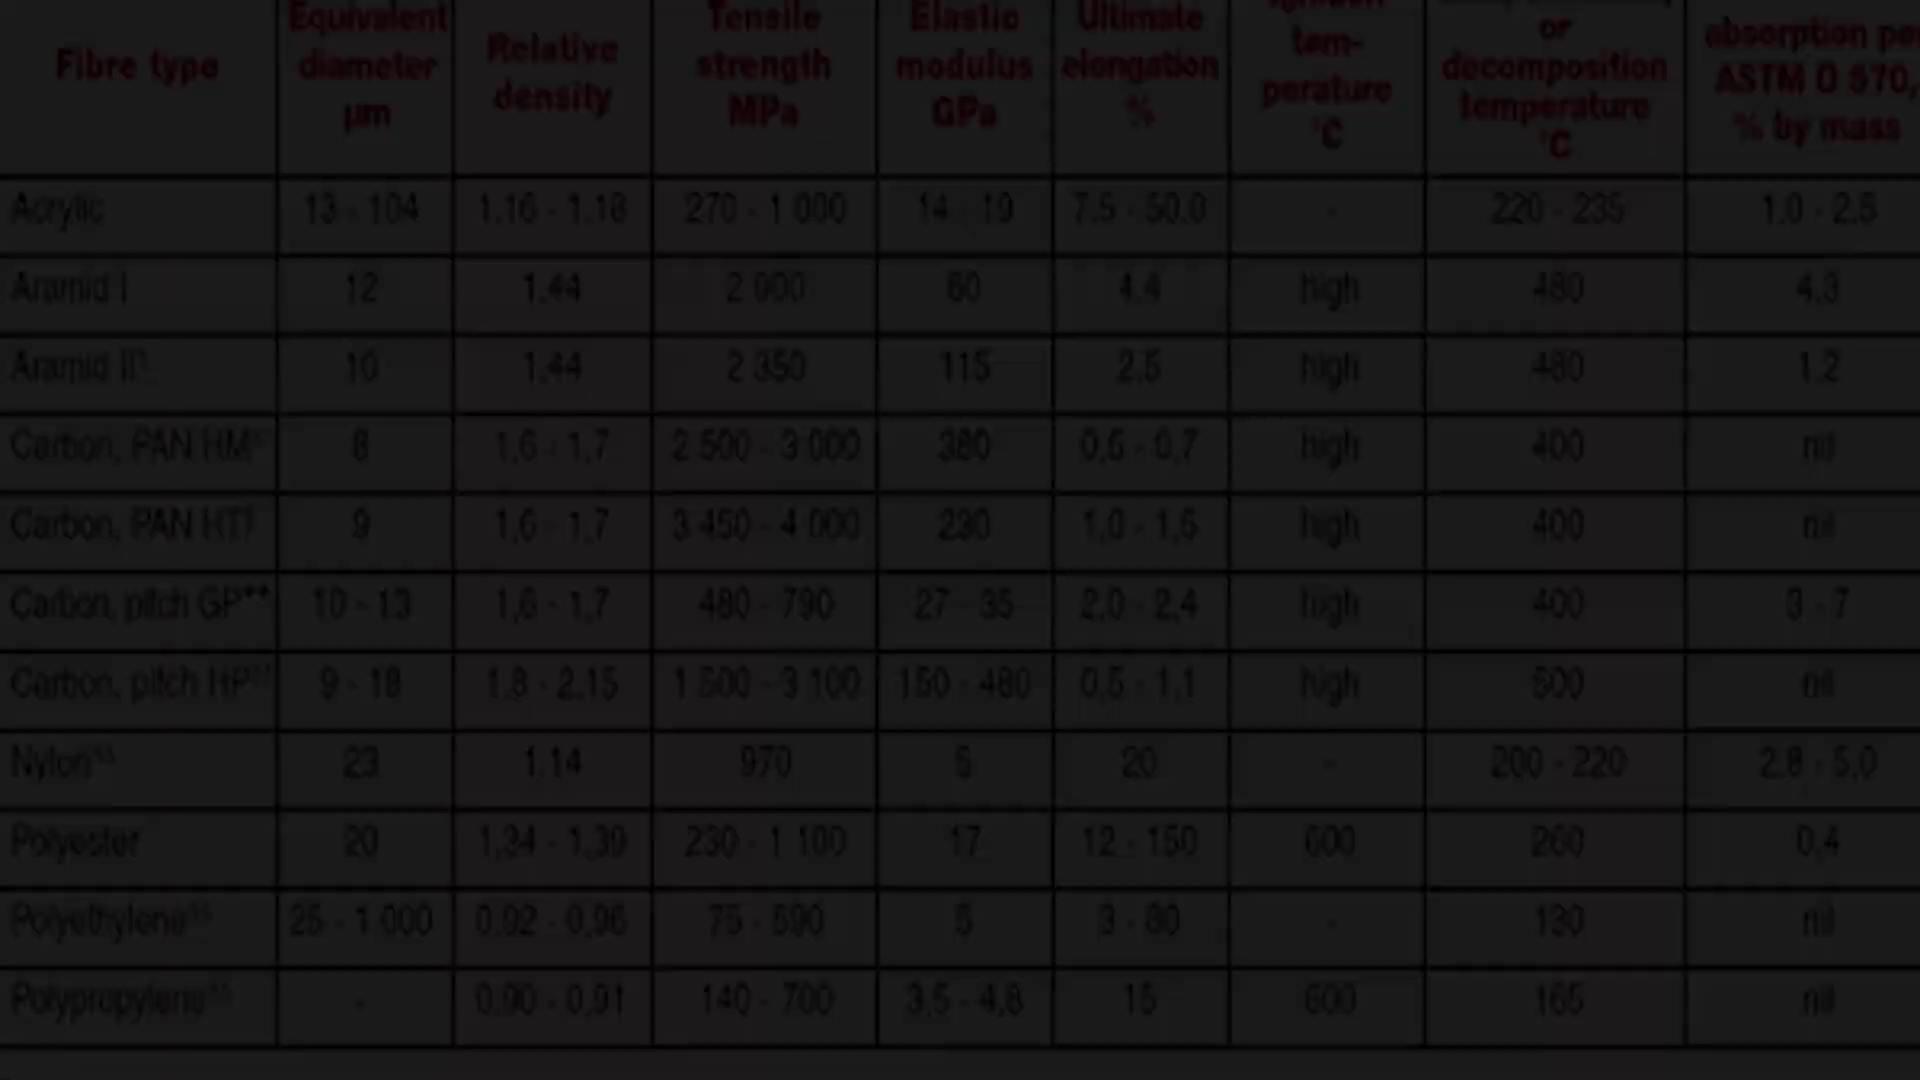 Fibre type Equivalent diameter µm Relative density Tensile strength MPa Elastic modulus GPa Ultimate elongation % tem- perature °C or decomposition temperature °C absorption ASTM D 570, % by mass
Acrylic 13 - 104 1.16 - 1.18 270 - 1 000 14 - 19 7.5 - 50.0 - 220 - 235 1.0 - 2.5
Aramid I 12 1.44 2 900 60 4.4 high 480 4.3
Aramid II 10 1.44 2 350 115 2.5 high 480 1.2
Carbon, PAN HM 8 1,6 - 1,7 2 500 - 3 000 380 0,5 - 0,7 high 400 nil
Carbon, PAN HT 9 1,6 - 1,7 3 450 - 4 000 230 1,0 - 1,5 high 400 nil
Carbon, pitch GP** 10 - 13 1,6 - 1,7 480 - 790 27 - 35 2,0 - 2,4 high 400 3 - 7
Carbon, pitch HP 9 - 18 1,8 - 2,15 1 500 - 3 100 150 - 480 0,5 - 1,1 high 500 nil
Nylon 23 1.14 970 5 20 - 200 - 220 2.8 - 5,0
Polyester 20 1,34 - 1,39 230 - 1 100 17 12 - 150 600 260 0,4
Polyethylene 25 - 1 000 0,92 - 0,96 75 - 590 5 3 - 80 - 130 nil
Polypropylene - 0,90 - 0,91 140 - 700 3,5 - 4,8 15 600 165 nil